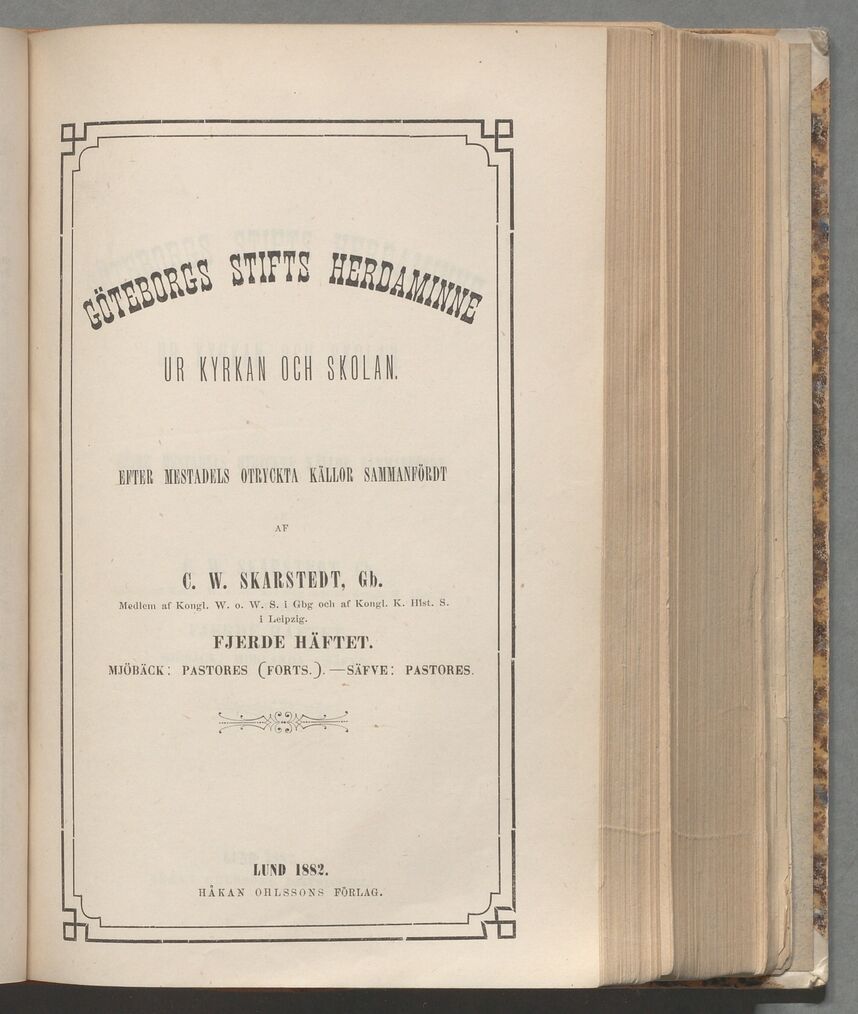 GÖTEBORGS STIFTS HERDAMINNE
UR KYRKAN OCH SKOLAN.
EFTER MESTADELS OTRYCKTA KÄLLOR SAMMANFÖRDT
AF
C. W. SKARSTEDT, Gb.
Medlem af Kongl. W. o. W. S. i Gbg och af Kongl. K. Hist. S.
i Leipzig.
FJERDE HÄFTET.
MJÖBÄCK: PASTORES (FORTS.).—SÄFVE: PASTORES.
LUND 1882.
HÅKAN OHLSSONS FÖRLAG.